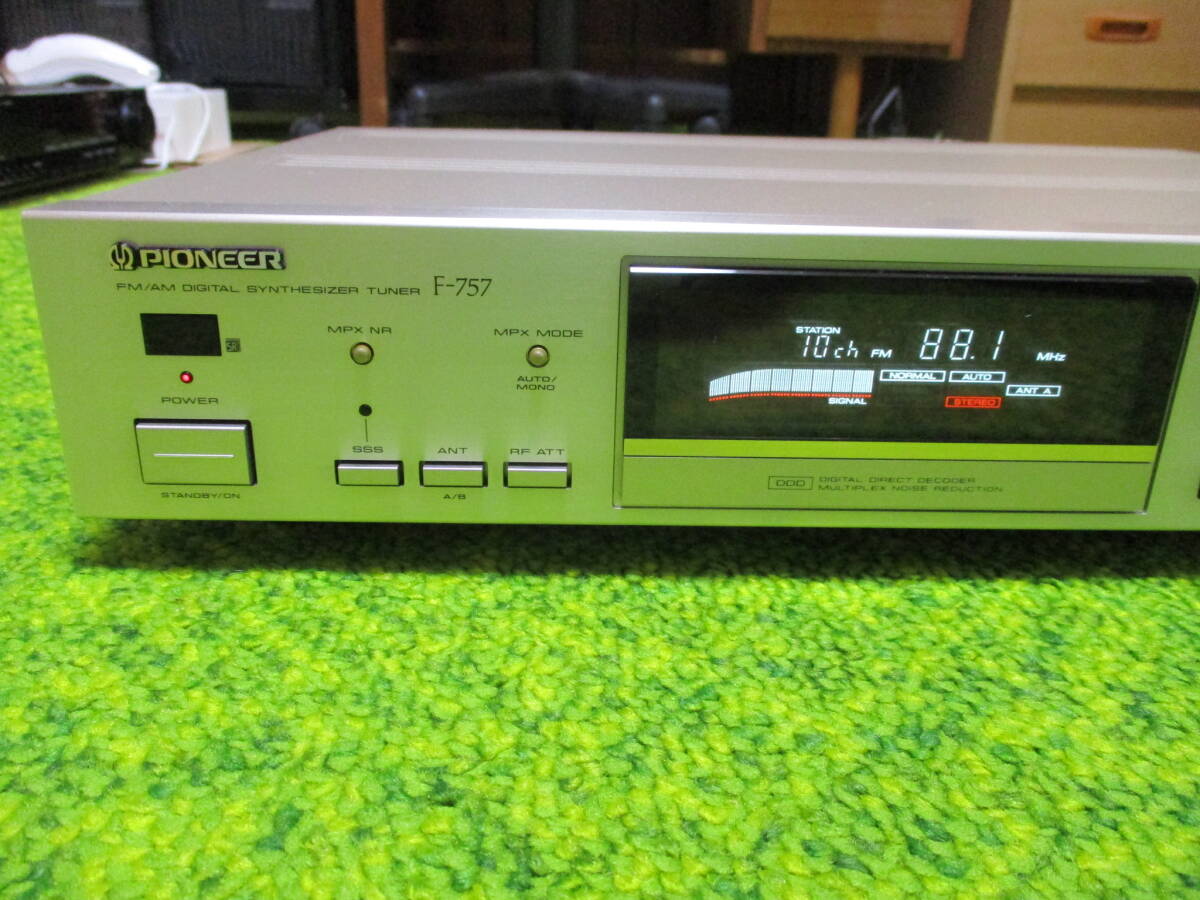 PIONEER
FM/AM DIGITAL SYNTHESIZER TUNER F-757
SR
POWER
STANDBY/ON
MPX NR
MPX MODE
AUTO/
MONO
SSS
ANT
A/B
RF ATT
STATION
10ch FM 88.1 MHz
NORMAL AUTO
ANT A
SIGNAL
STEREO
DDD DIGITAL DIRECT DECODER
MULTIPLEX NOISE REDUCTION